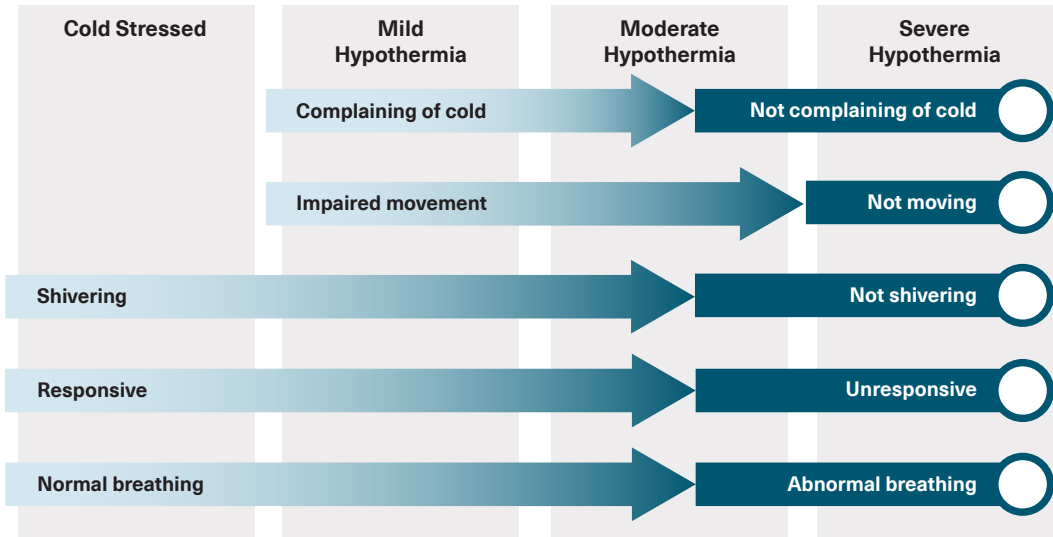 Cold Stressed
Mild
Hypothermia
Moderate
Hypothermia
Severe
Hypothermia
Complaining of cold
Not complaining of cold
Impaired movement
Not moving
Shivering
Not shivering
Responsive
Unresponsive
Normal breathing
Abnormal breathing